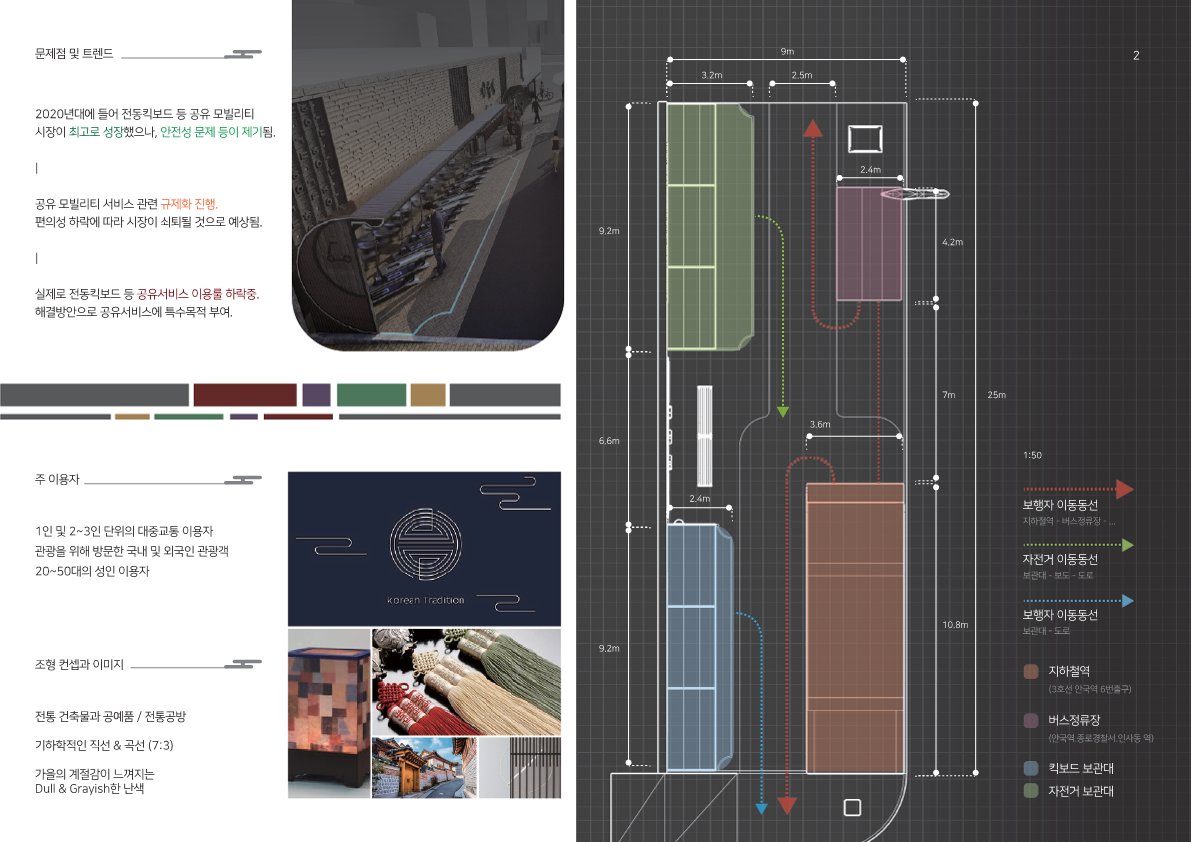 문제점 및 트렌드
2020년대에 들어 전동킥보드 등 공유 모빌리티
시장이 최고로 성장했으나, 안전성 문제 등이 제기됨.
|
공유 모빌리티 서비스 관련 규제화 진행.
편의성 하락에 따라 시장이 쇠퇴될 것으로 예상됨.
|
실제로 전동킥보드 등 공유서비스 이용률 하락중.
해결방안으로 공유서비스에 특수목적 부여.
주 이용자
1인 및 2~3인 단위의 대중교통 이용자
관광을 위해 방문한 국내 및 외국인 관광객
20~50대의 성인 이용자
Korean Tradition
조형 컨셉과 이미지
전통 건축물과 공예품 / 전통공방
기하학적인 직선 & 곡선 (7:3)
가을의 계절감이 느껴지는
Dull & Grayish한 난색
2
9m
3.2m
2.5m
2.4m
9.2m
4.2m
7m
25m
3.6m
6.6m
2.4m
10.8m
9.2m
1:50
보행자 이동동선
지하철역 - 버스정류장 - ...
자전거 이동동선
보관대 - 보도 - 도로
보행자 이동동선
보관대 - 도로
지하철역
(3호선 안국역 6번출구)
버스정류장
(안국역.종로경찰서.인사동 역)
킥보드 보관대
자전거 보관대